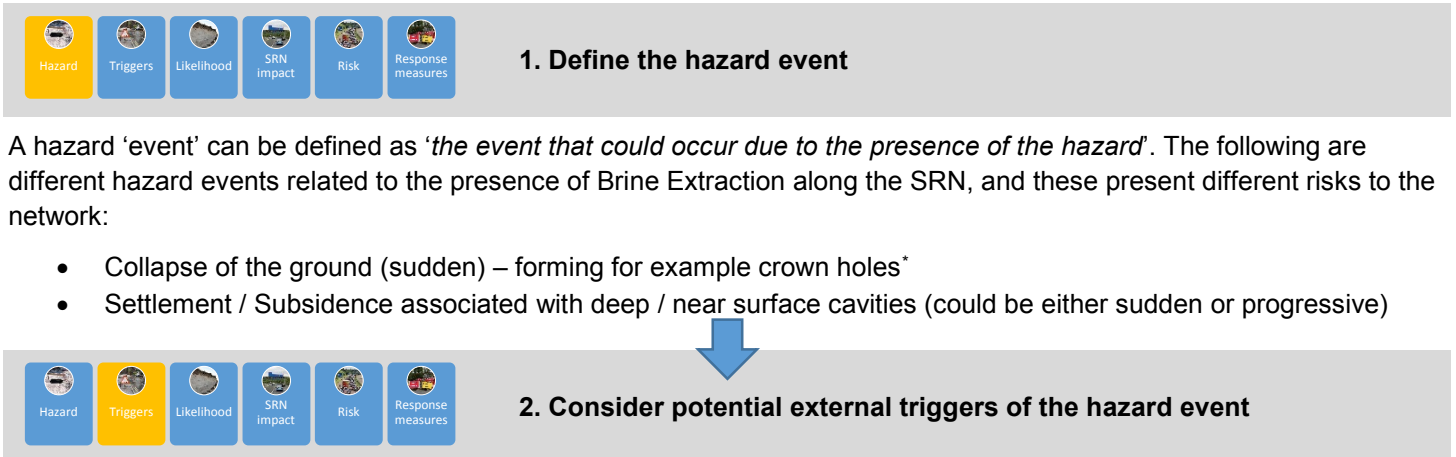 Hazard
Triggers
Likelihood
SRN
impact
Risk
Response
measures
1. Define the hazard event
A hazard ‘event’ can be defined as ‘the event that could occur due to the presence of the hazard’. The following are
different hazard events related to the presence of Brine Extraction along the SRN, and these present different risks to the
network:
• Collapse of the ground (sudden) – forming for example crown holes*
• Settlement / Subsidence associated with deep / near surface cavities (could be either sudden or progressive)
Hazard
Triggers
Likelihood
SRN
impact
Risk
Response
measures
2. Consider potential external triggers of the hazard event